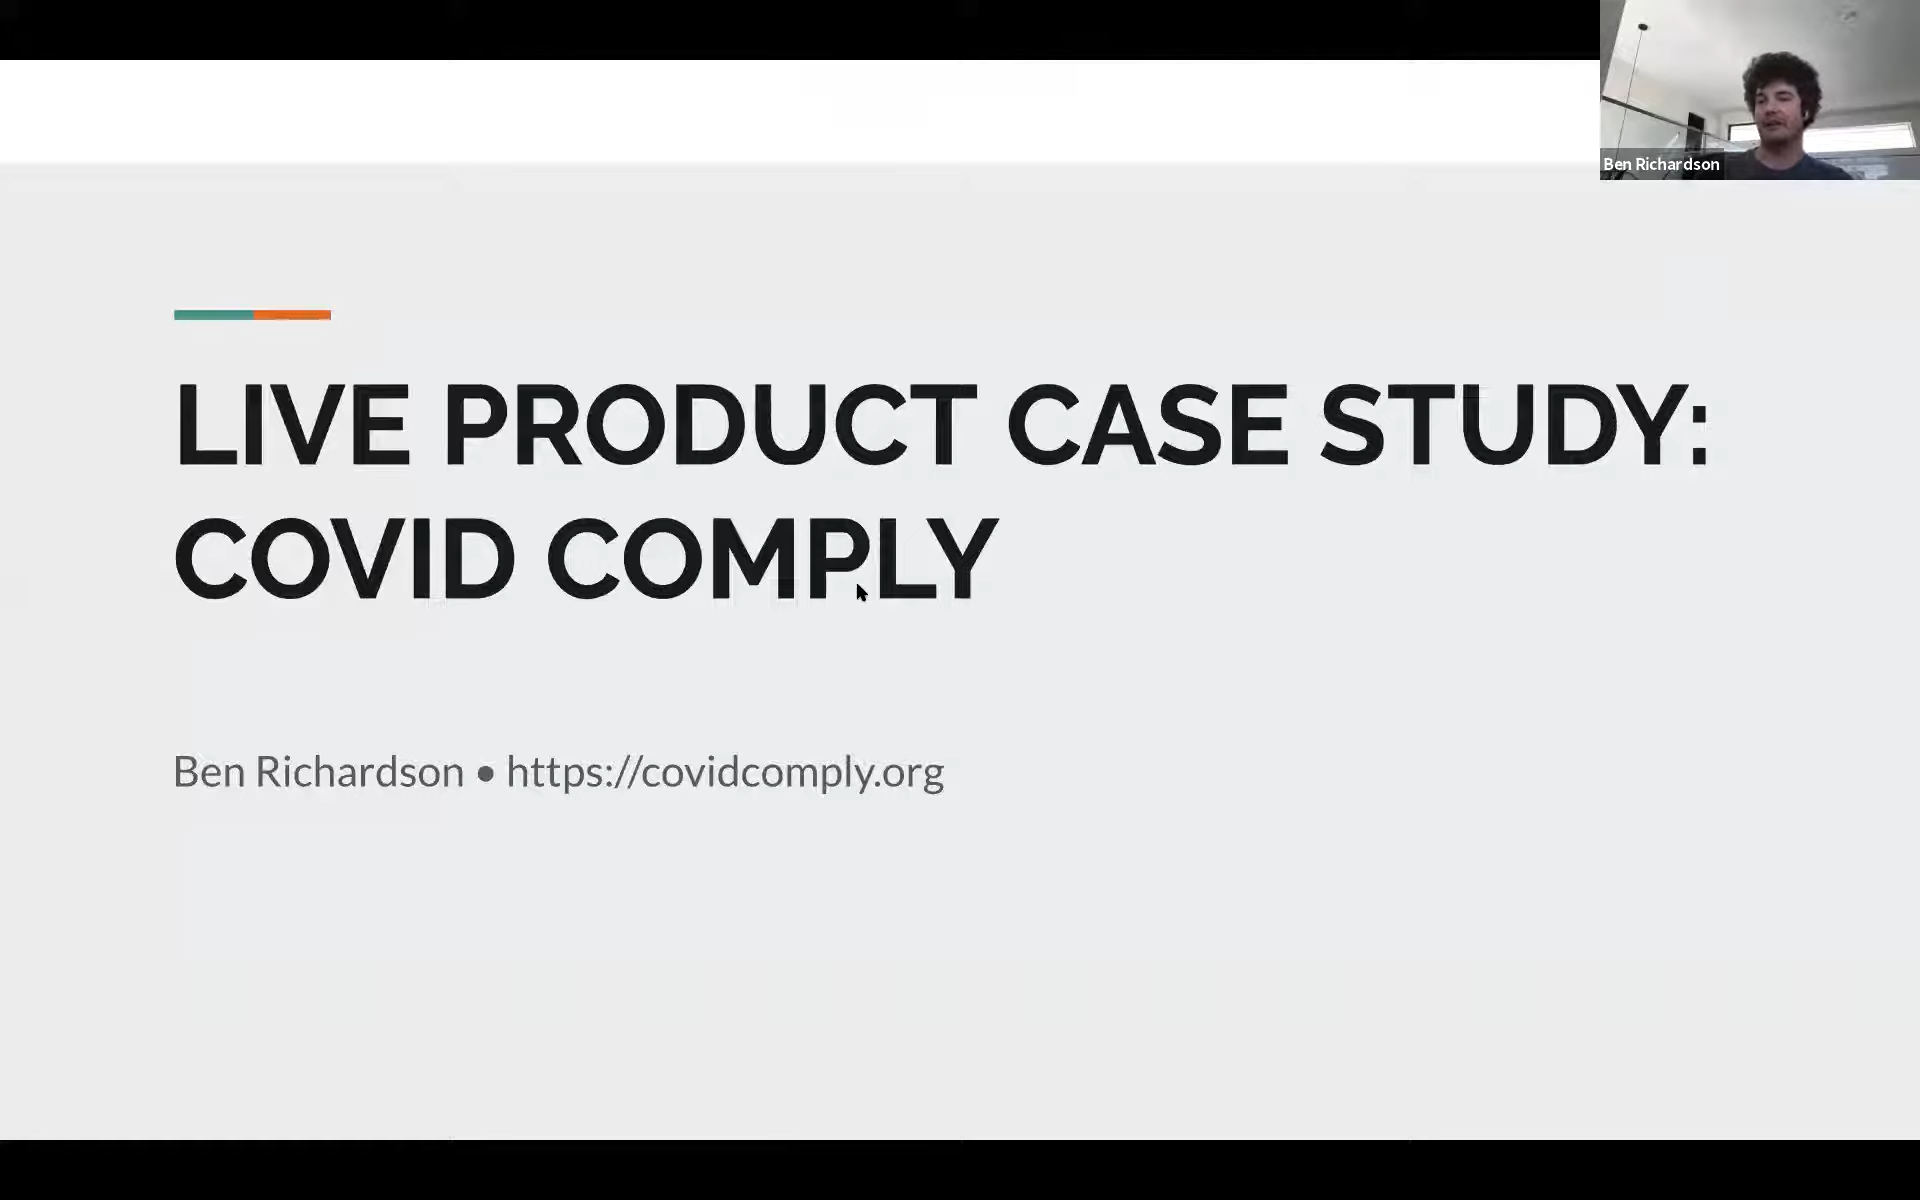 Ben Richardson
LIVE PRODUCT CASE STUDY:
COVID COMPLY
Ben Richardson • https://covidcomply.org